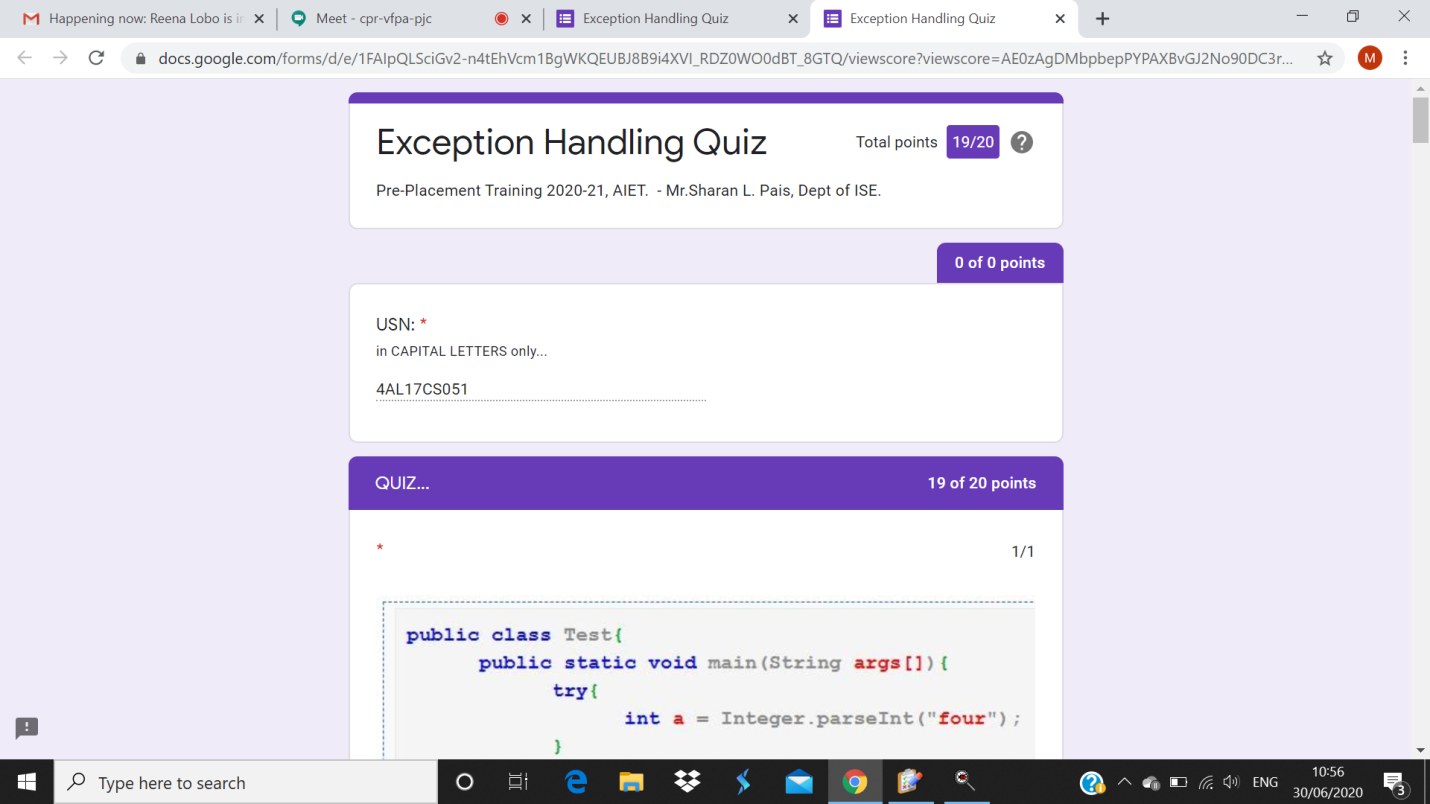 Happening now: Reena Lobo is in
Meet - cpr-vfpa-pjc
Exception Handling Quiz
Exception Handling Quiz
docs.google.com/forms/d/e/1FAIpQLSciGv2-n4tEhVcm1BgWKQEUBJ8B9i4XVI_RDZ0WO0dBT_8GTQ/viewscore?viewscore=AE0zAgDMbpbepPYPAXBvGJ2No90DC3r...
M
Exception Handling Quiz
Total points 19/20
Pre-Placement Training 2020-21, AIET.  - Mr.Sharan L. Pais, Dept of ISE.
0 of 0 points
USN: *
in CAPITAL LETTERS only...
4AL17CS051
QUIZ...
19 of 20 points
*
1/1
public class Test{
public static void main(String args[]){
try{
int a = Integer.parseInt("four");
}
Type here to search
ENG
10:56
30/06/2020
3